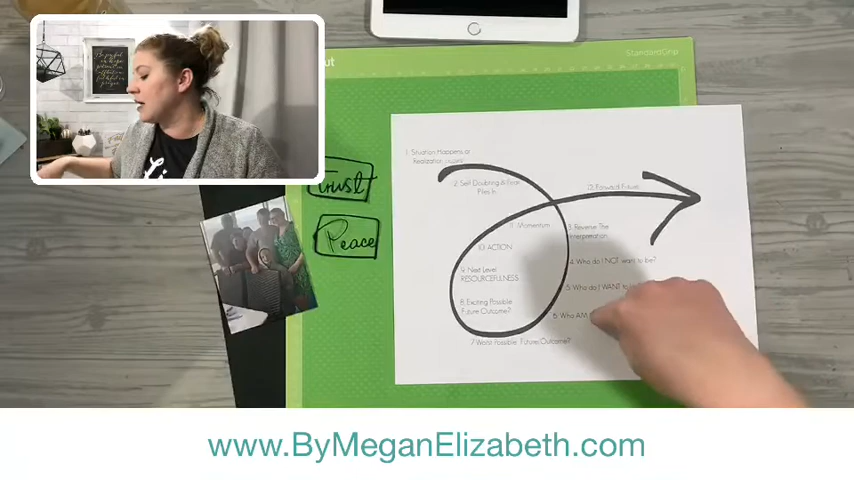 StandardGrip
1. Situation Happens or
Realization
Trust
2. Self Doubting & Fear
Piles In
12. Forward Future
Peace
11. Momentum
3. Reverse The
Interpretation
10. ACTION
4. Who do I NOT want to be?
9. Next Level
RESOURCEFULNESS
5. Who do I WANT to
8. Exciting Possible
Future Outcome?
6. Who AM
7. Worst Possible Future Outcome?
www.ByMeganElizabeth.com